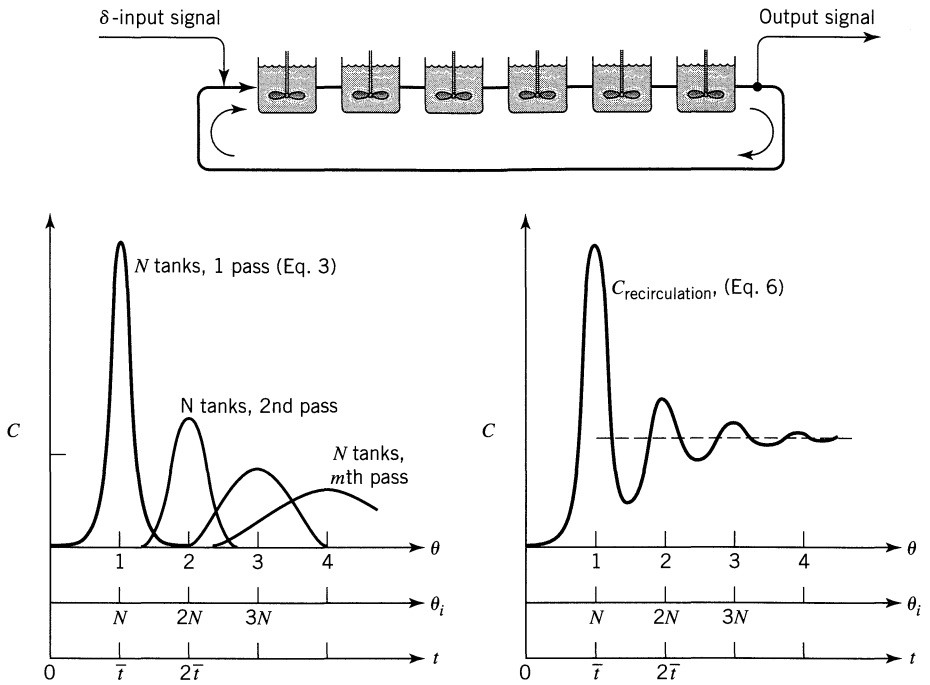 δ-input signal
Output signal
N tanks, 1 pass (Eq. 3)
N tanks, 2nd pass
N tanks,
mth pass
C
1 2 3 4 θ
N 2N 3N θi
0 t̄ 2t̄ t
Crecirculation, (Eq. 6)
C
1 2 3 4 θ
N 2N 3N θi
0 t̄ 2t̄ t